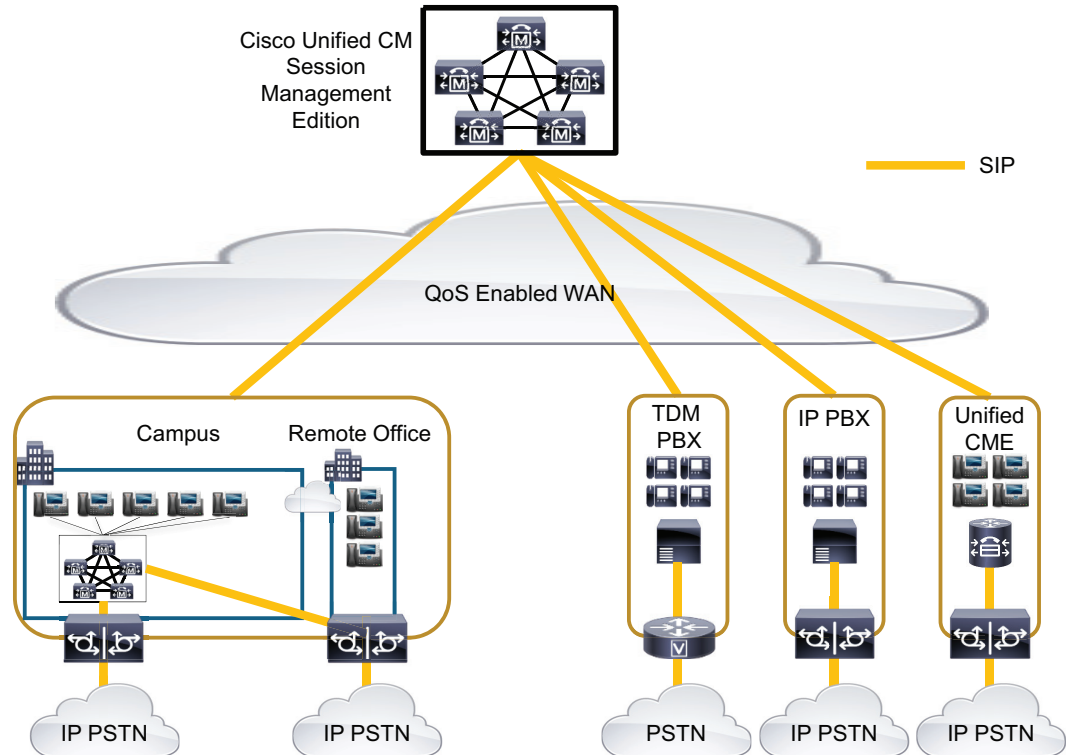 Cisco Unified CM
Session
Management
Edition
M
M
M
M
M
SIP
QoS Enabled WAN
Campus
Remote Office
TDM
PBX
IP PBX
Unified
CME
M
M
M
M
M
V
IP PSTN
IP PSTN
PSTN
IP PSTN
IP PSTN